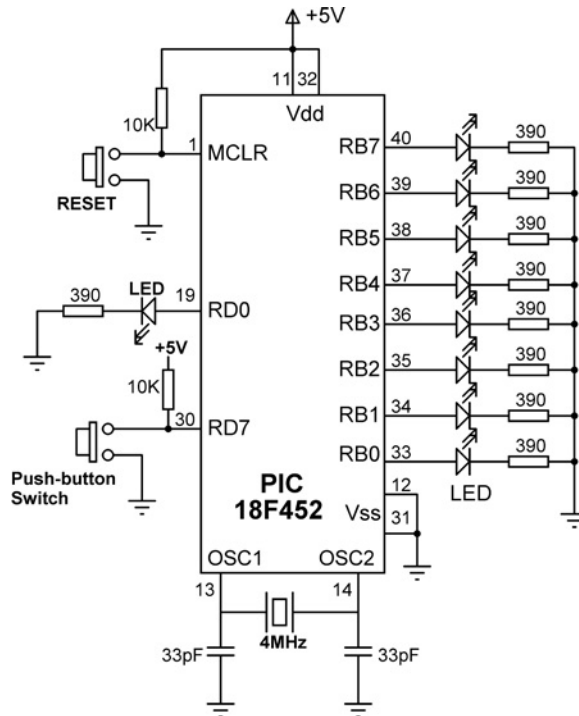 +5V
11 32
Vdd
10K
1 MCLR
RESET
RB7 40 390
RB6 39 390
RB5 38 390
RB4 37 390
RB3 36 390
RB2 35 390
RB1 34 390
RB0 33 390
LED
390 LED 19 RD0
+5V
10K
30 RD7
Push-button
Switch
PIC
18F452
12
Vss
31
OSC1 OSC2
13 14
4MHz
33pF 33pF